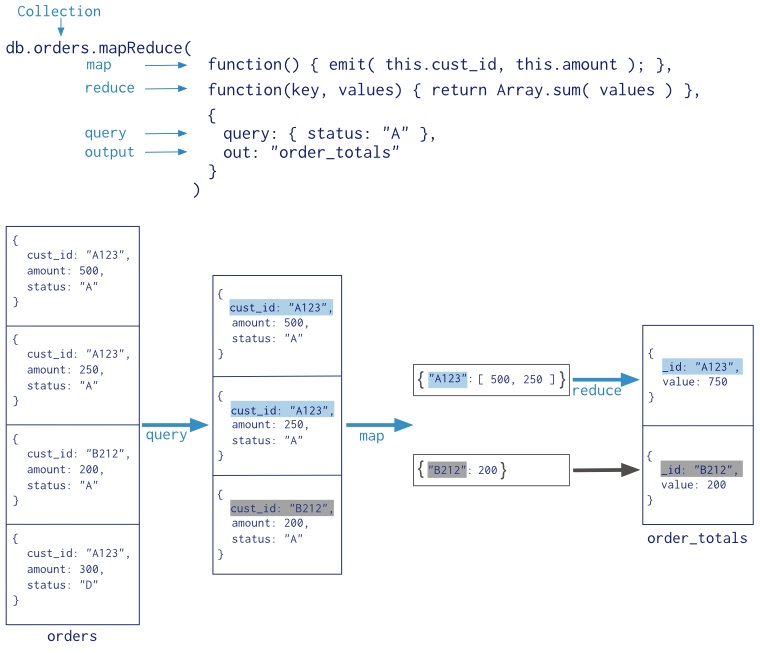 Collection
db.orders.mapReduce(
map function() { emit( this.cust_id, this.amount ); },
reduce function(key, values) { return Array.sum( values ) },
{
query query: { status: "A" },
output out: "order_totals"
}
)
{
cust_id: "A123",
amount: 500,
status: "A"
}
{
cust_id: "A123",
amount: 250,
status: "A"
}
{
cust_id: "B212",
amount: 200,
status: "A"
}
{
cust_id: "A123",
amount: 300,
status: "D"
}
orders
query
{
cust_id: "A123",
amount: 500,
status: "A"
}
{
cust_id: "A123",
amount: 250,
status: "A"
}
{
cust_id: "B212",
amount: 200,
status: "A"
}
map
{ "A123": [ 500, 250 ] }
{ "B212": 200 }
reduce
{
_id: "A123",
value: 750
}
{
_id: "B212",
value: 200
}
order_totals